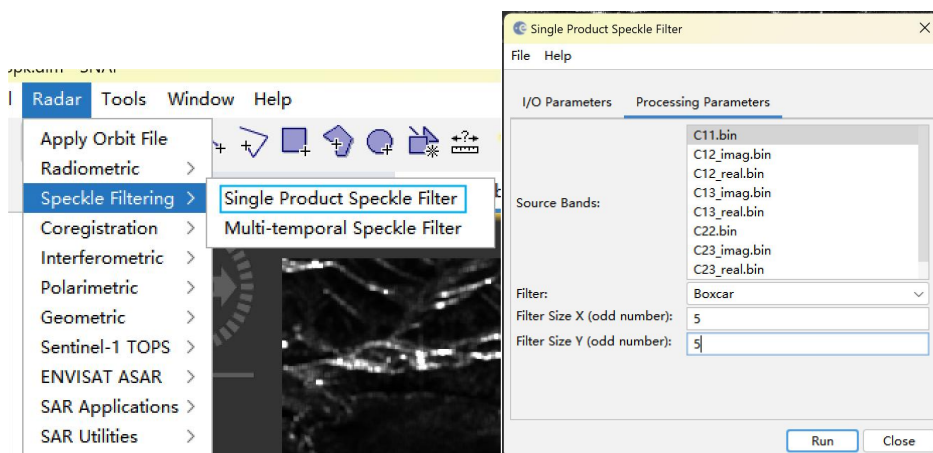 Radar Tools Window Help
Apply Orbit File
Radiometric >
Speckle Filtering >
Coregistration >
Interferometric >
Polarimetric >
Geometric >
Sentinel-1 TOPS >
ENVISAT ASAR >
SAR Applications >
SAR Utilities >
Single Product Speckle Filter
Multi-temporal Speckle Filter
Single Product Speckle Filter
File Help
I/O Parameters Processing Parameters
Source Bands:
C11.bin
C12_imag.bin
C12_real.bin
C13_imag.bin
C13_real.bin
C22.bin
C23_imag.bin
C23_real.bin
Filter: Boxcar
Filter Size X (odd number): 5
Filter Size Y (odd number): 5
Run Close